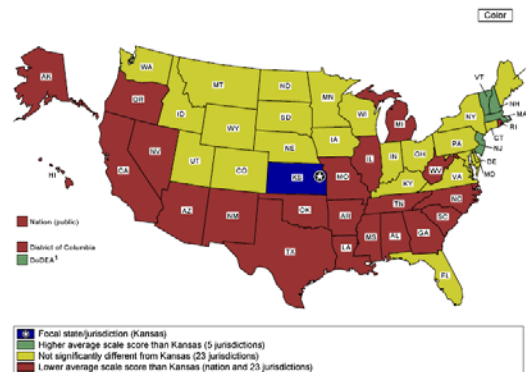 Color
AK
WA
OR
ID
MT
ND
MN
WI
MI
SD
WY
NE
IA
IL
IN
OH
PA
NY
VT
NH
MA
RI
CT
NJ
DE
MD
NV
UT
CO
KS
MO
KY
WV
VA
CA
AZ
NM
OK
AR
TN
NC
SC
TX
LA
MS
AL
GA
FL
HI
Nation (public)
District of Columbia
DoDEA¹
Focal state/jurisdiction (Kansas)
Higher average scale score than Kansas (5 jurisdictions)
Not significantly different from Kansas (23 jurisdictions)
Lower average scale score than Kansas (nation and 23 jurisdictions)